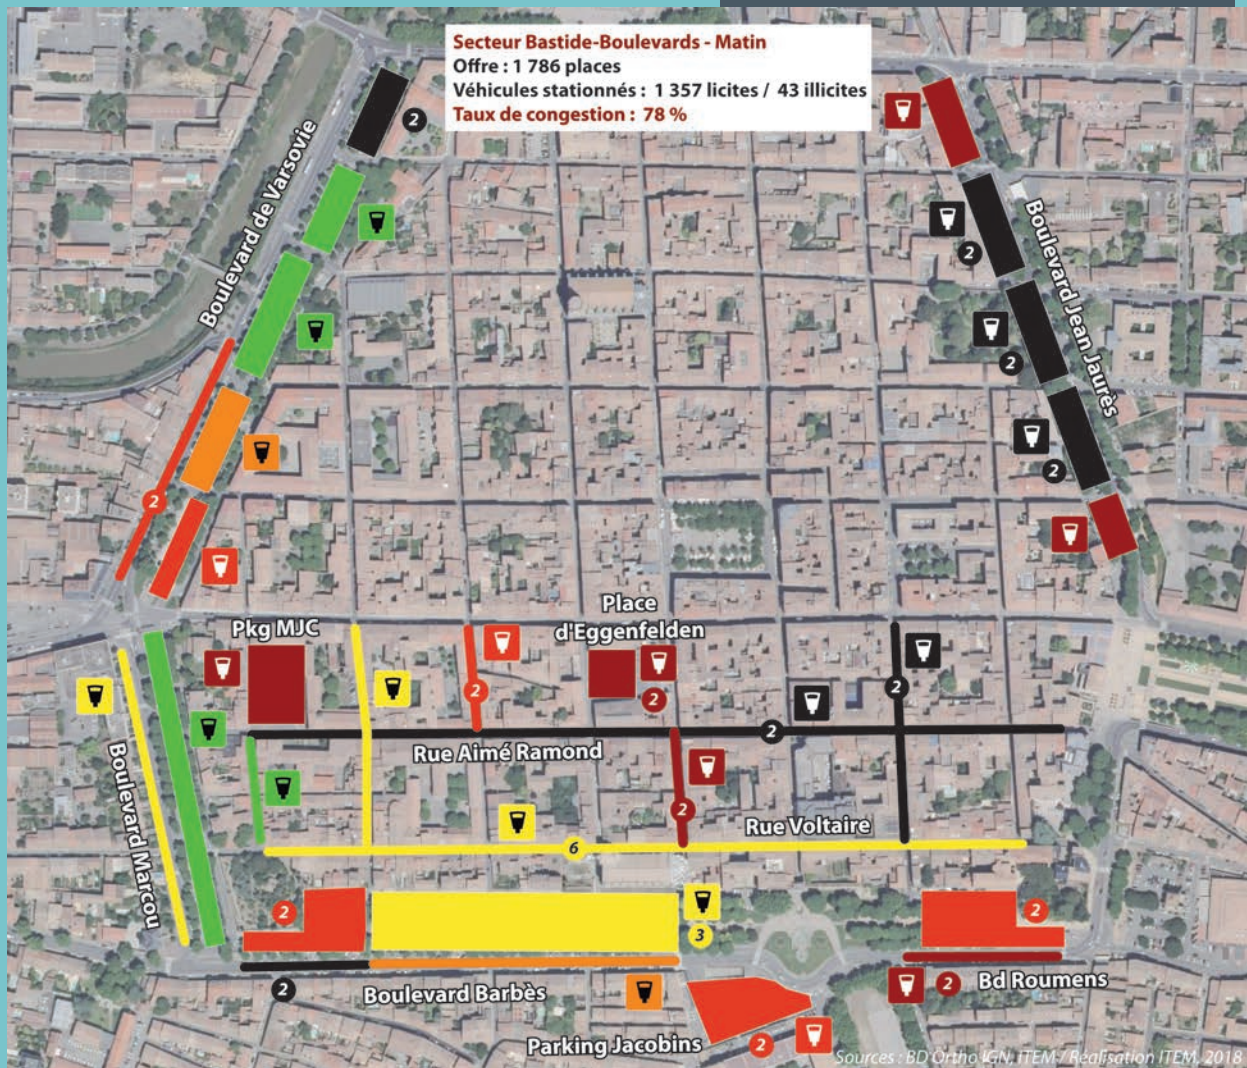 Secteur Bastide-Boulevards - Matin
Offre : 1 786 places
Véhicules stationnés : 1 357 licites / 43 illicites
Taux de congestion : 78 %
2
Boulevard de Varsovie
2
Boulevard Jean Jaurès
2
2
2
Pkg MJC
Place
d'Eggenfelden
2
2
2
2
Rue Aimé Ramond
2
Rue Voltaire
Boulevard Marcou
6
2
3
2
2
Boulevard Barbès
2
Bd Roumens
Parking Jacobins
2
Sources : BD Ortho IGN, ITEM / Réalisation ITEM, 2018